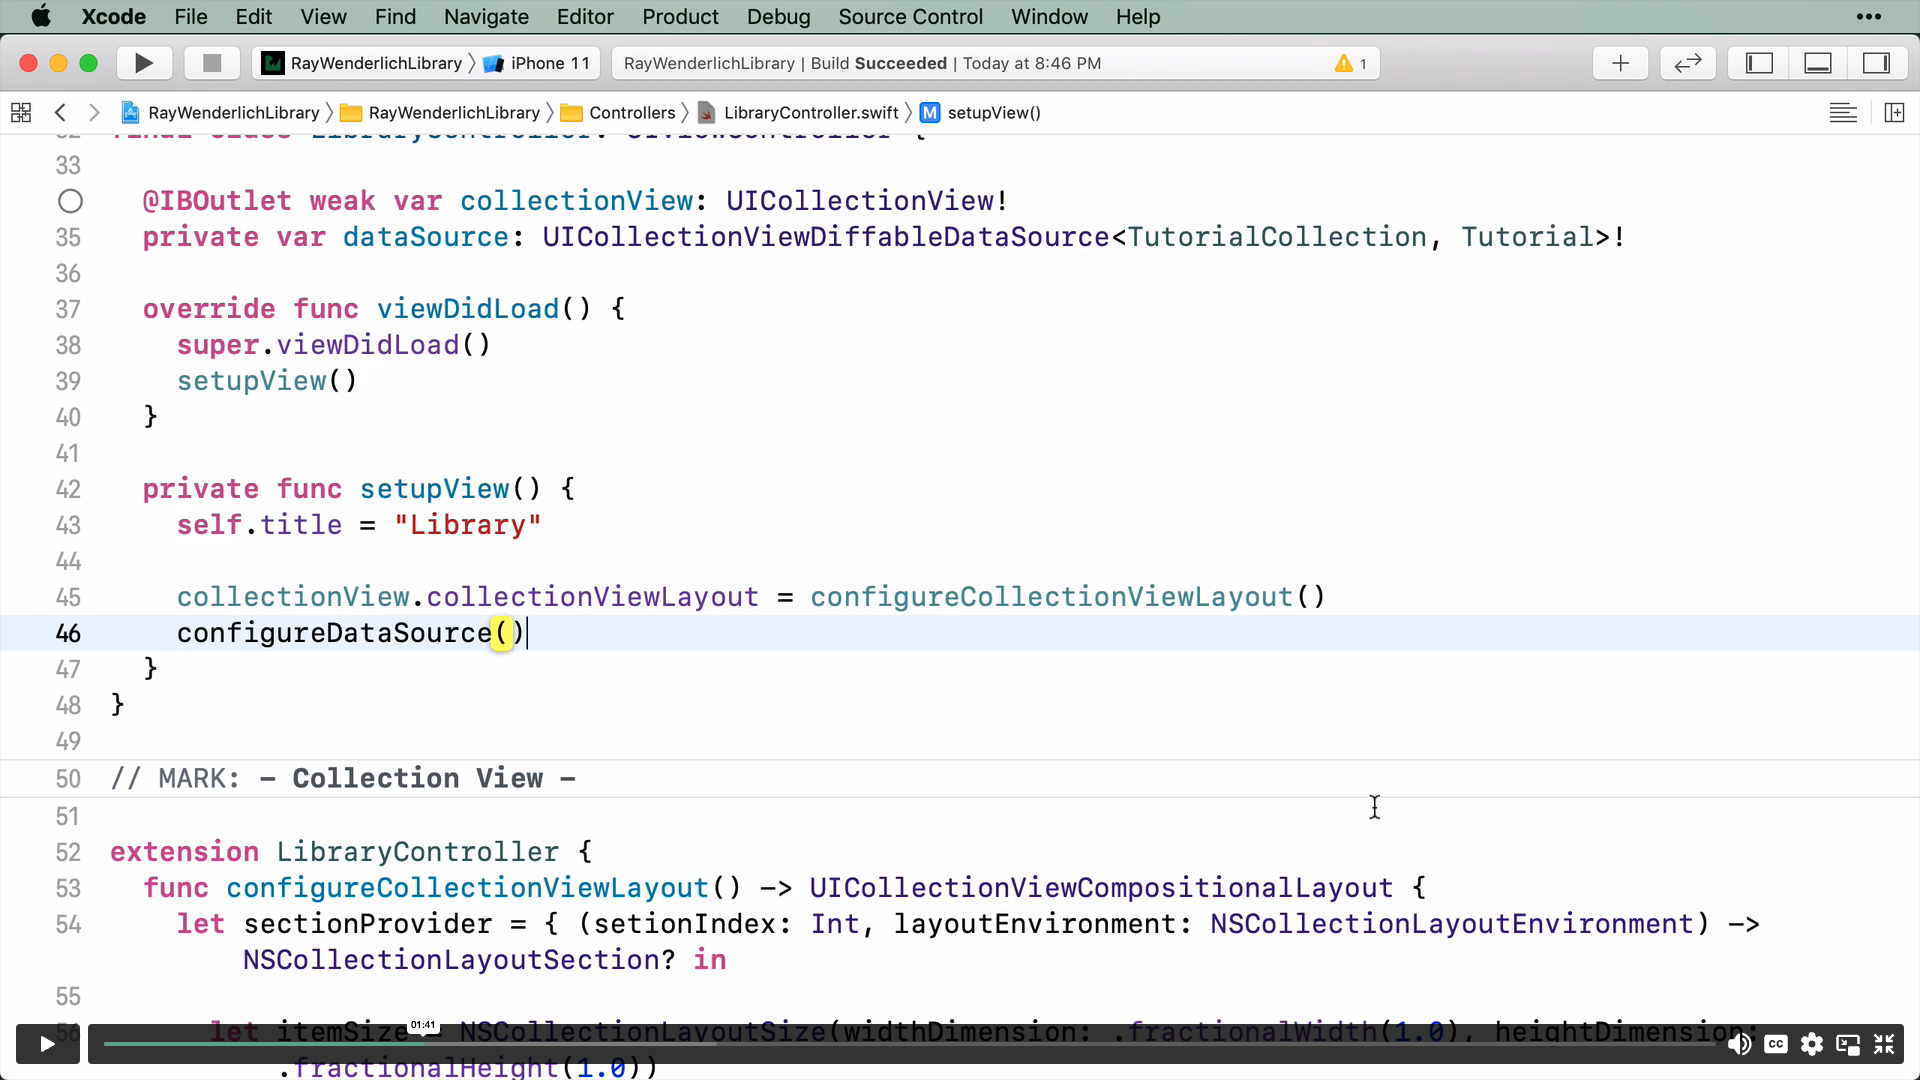 Xcode File Edit View Find Navigate Editor Product Debug Source Control Window Help
RayWenderlichLibrary iPhone 11 RayWenderlichLibrary | Build Succeeded | Today at 8:46 PM 1
RayWenderlichLibrary RayWenderlichLibrary Controllers LibraryController.swift M setupView()
32 final class LibraryController: UIViewController {
33
@IBOutlet weak var collectionView: UICollectionView!
35 private var dataSource: UICollectionViewDiffableDataSource<TutorialCollection, Tutorial>!
36
37 override func viewDidLoad() {
38 super.viewDidLoad()
39 setupView()
40 }
41
42 private func setupView() {
43 self.title = "Library"
44
45 collectionView.collectionViewLayout = configureCollectionViewLayout()
46 configureDataSource()
47 }
48 }
49
50 // MARK: - Collection View -
51
52 extension LibraryController {
53 func configureCollectionViewLayout() -> UICollectionViewCompositionalLayout {
54 let sectionProvider = { (setionIndex: Int, layoutEnvironment: NSCollectionLayoutEnvironment) ->
NSCollectionLayoutSection? in
55
56 let itemSize = NSCollectionLayoutSize(widthDimension: .fractionalWidth(1.0), heightDimension:
01:41
CC
.fractionalHeight(1.0))